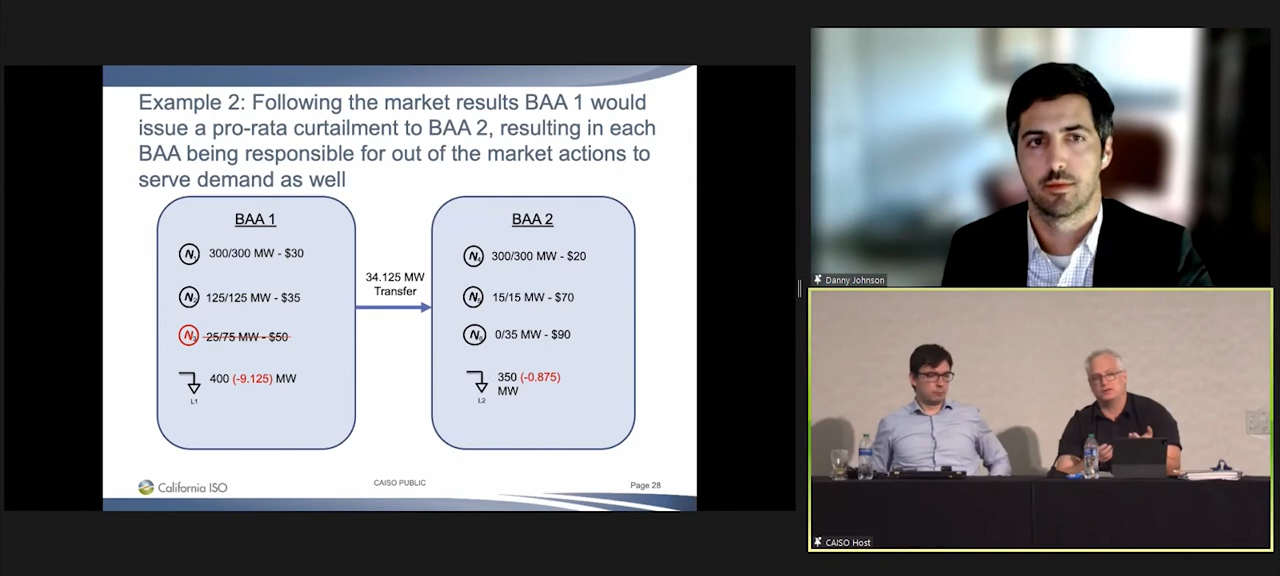 Example 2: Following the market results BAA 1 would
issue a pro-rata curtailment to BAA 2, resulting in each
BAA being responsible for out of the market actions to
serve demand as well
BAA 1
N
300/300 MW - $30
N
125/125 MW - $35
N
25/75 MW - $50
400 (-9.125) MW
L1
34.125 MW
Transfer
BAA 2
N
300/300 MW - $20
N
15/15 MW - $70
N
0/35 MW - $90
350 (-0.875)
MW
L2
California ISO
CAISO PUBLIC
Page 28
Danny Johnson
CAISO Host